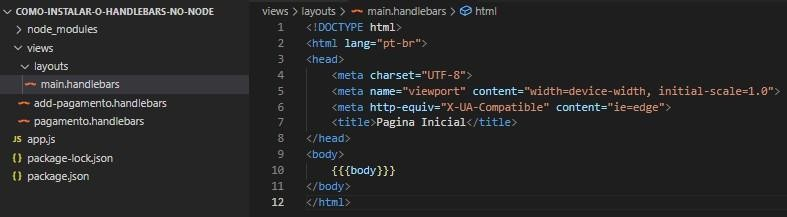 COMO-INSTALAR-O-HANDLEBARS-NO-NODE
node_modules
views
layouts
main.handlebars
add-pagamento.handlebars
pagamento.handlebars
JS app.js
{} package-lock.json
{} package.json
views > layouts > main.handlebars > html
1 <!DOCTYPE html>
2 <html lang="pt-br">
3 <head>
4 <meta charset="UTF-8">
5 <meta name="viewport" content="width=device-width, initial-scale=1.0">
6 <meta http-equiv="X-UA-Compatible" content="ie=edge">
7 <title>Pagina Inicial</title>
8 </head>
9 <body>
10 {{{body}}}
11 </body>
12 </html>